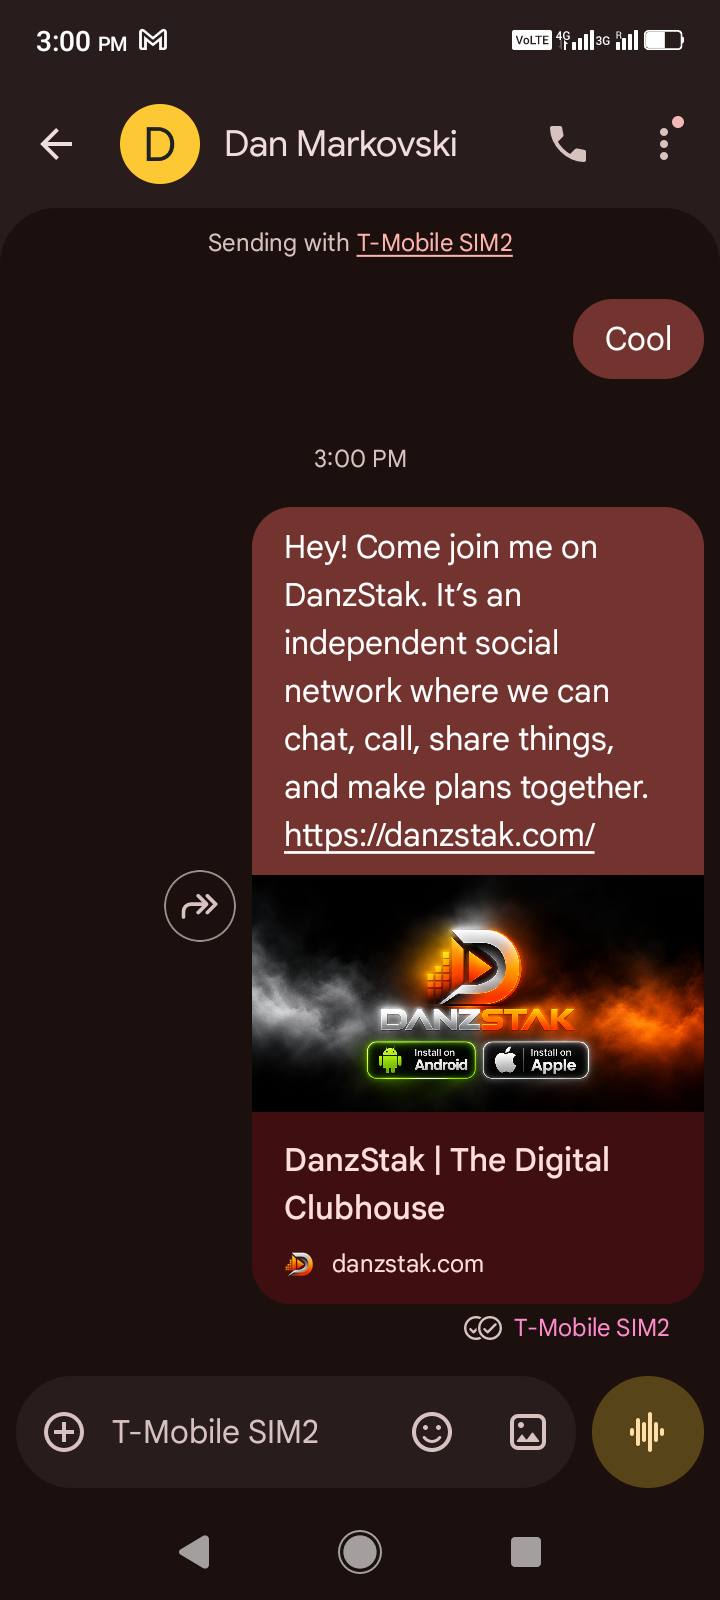 3:00 PM
VoLTE 4G 3G R
D
Dan Markovski
Sending with T-Mobile SIM2
Cool
3:00 PM
Hey! Come join me on
DanzStak. It’s an
independent social
network where we can
chat, call, share things,
and make plans together.
https://danzstak.com/
DANZSTAK
Install on Android
Install on Apple
DanzStak | The Digital
Clubhouse
danzstak.com
T-Mobile SIM2
T-Mobile SIM2